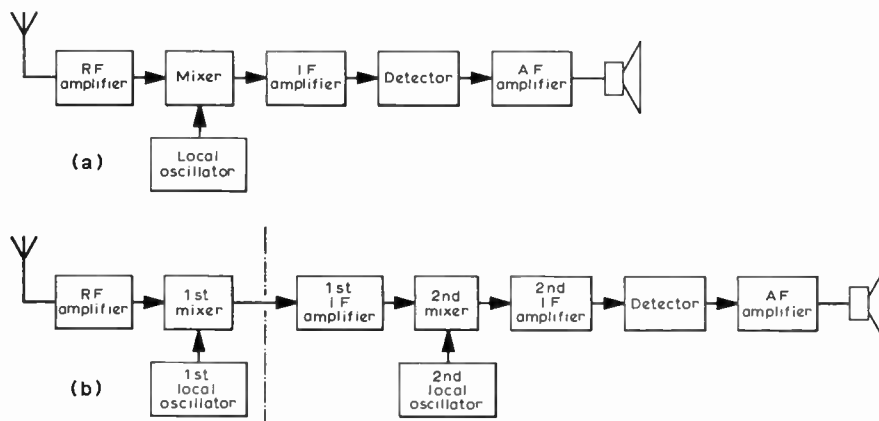 RF
amplifier
Mixer
IF
amplifier
Detector
AF
amplifier
Local
oscillator
(a)
RF
amplifier
1st
mixer
1st
IF
amplifier
2nd
mixer
2nd
IF
amplifier
Detector
AF
amplifier
1st
local
oscillator
2nd
local
oscillator
(b)